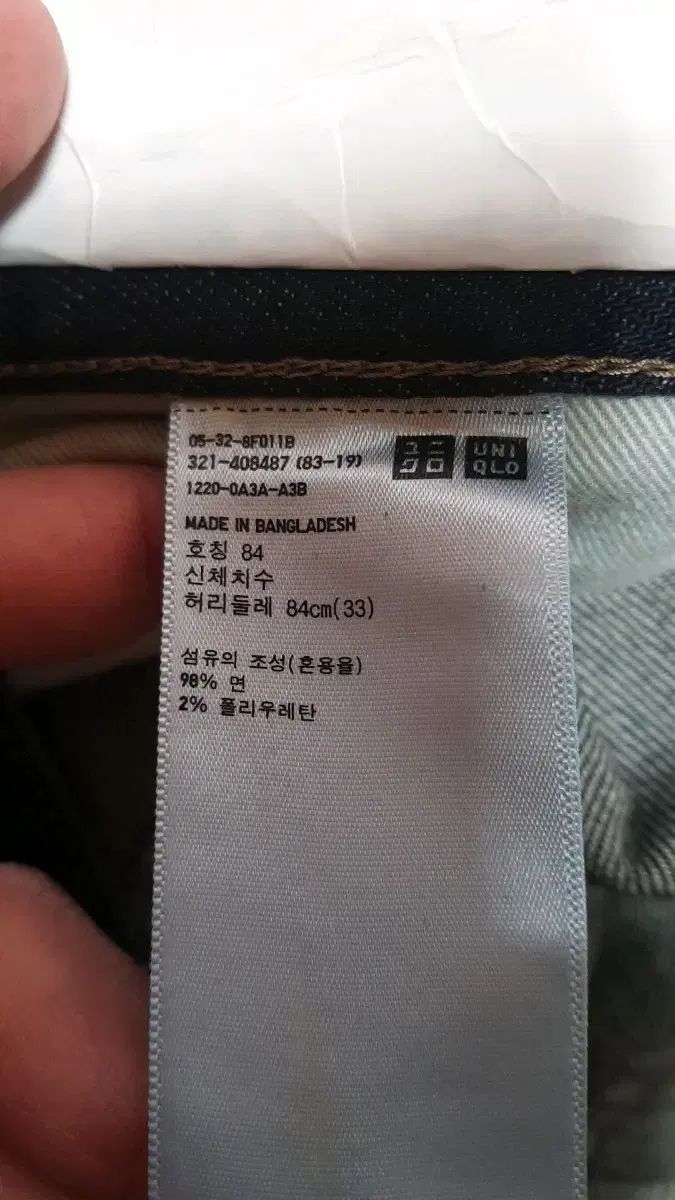 05-32-8F011B
321-408487 (83-19)
1220-0A3A-A3B
ユニ
クロ
UNI
QLO
MADE IN BANGLADESH
호칭 84
신체치수
허리둘레 84cm(33)
섬유의 조성(혼용율)
98% 면
2% 폴리우레탄